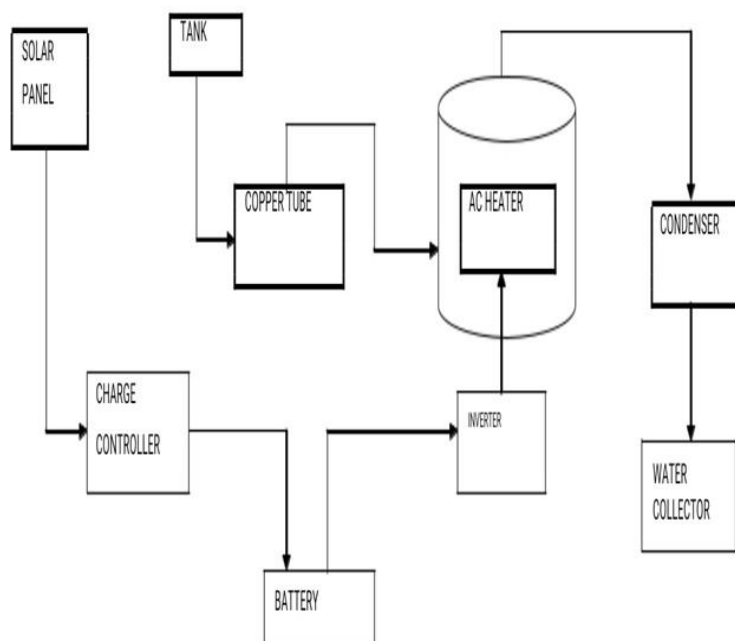 SOLAR
PANEL
TANK
COPPER TUBE
AC HEATER
CONDENSER
CHARGE
CONTROLLER
INVERTER
WATER
COLLECTOR
BATTERY